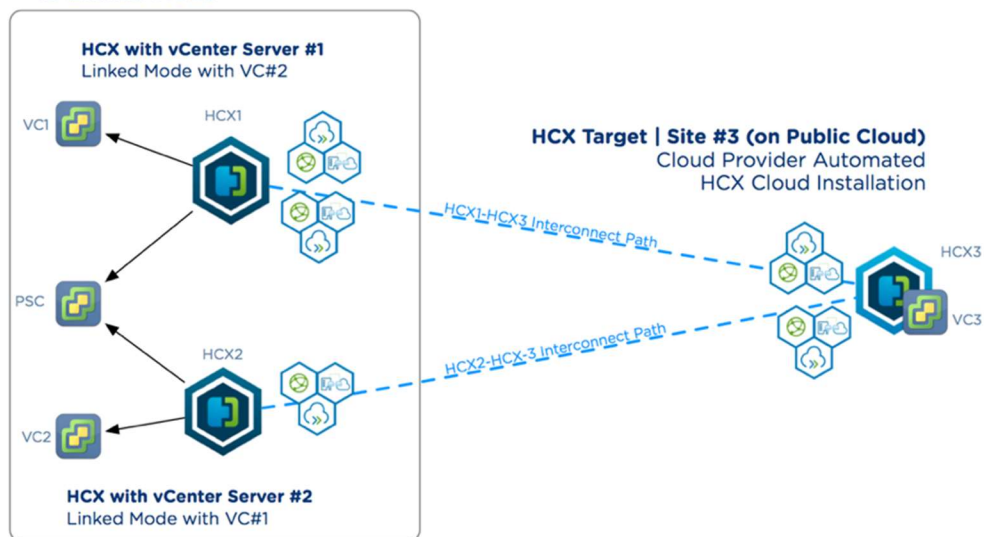 HCX with vCenter Server #1
Linked Mode with VC#2
VC1
HCX1
HCX Target | Site #3 (on Public Cloud)
Cloud Provider Automated
HCX Cloud Installation
HCX1-HCX3 Interconnect Path
HCX3
VC3
PSC
HCX2
HCX2-HCX-3 Interconnect Path
VC2
HCX with vCenter Server #2
Linked Mode with VC#1